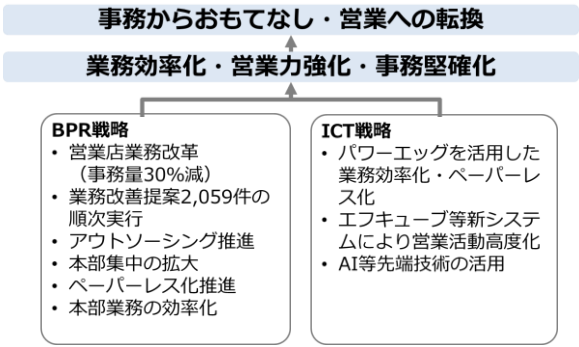 事務からおもてなし・営業への転換
業務効率化・営業力強化・事務堅確化
BPR戦略
• 営業店業務改革
（事務量30%減）
• 業務改善提案2,059件の
順次実行
• アウトソーシング推進
• 本部集中の拡大
• ペーパーレス化推進
• 本部業務の効率化
ICT戦略
• パワーエッグを活用した
業務効率化・ペーパーレ
ス化
• エフキューブ等新システ
ムにより営業活動高度化
• AI等先端技術の活用